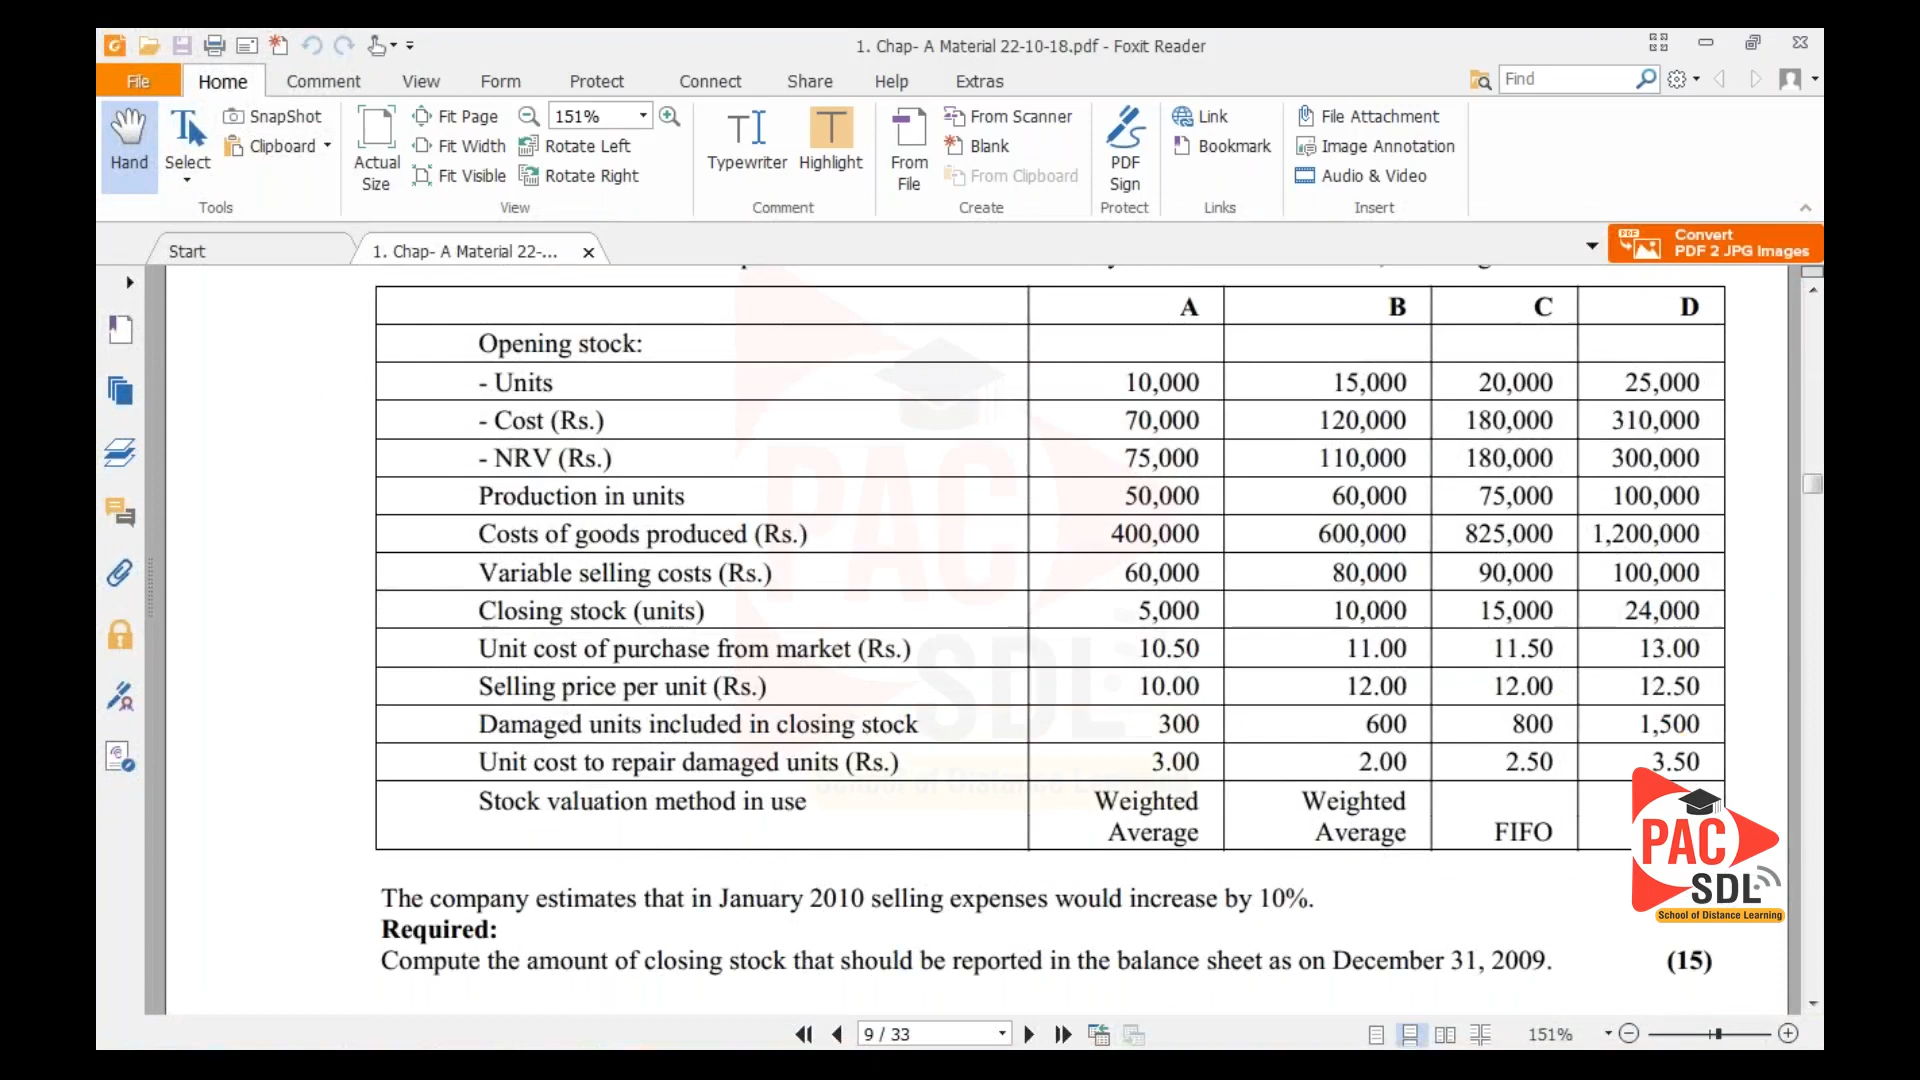 1. Chap- A Material 22-10-18.pdf - Foxit Reader
File Home Comment View Form Protect Connect Share Help Extras Find
Hand Select SnapShot Clipboard Actual Size Fit Page Fit Width Fit Visible 151% Rotate Left Rotate Right Typewriter Highlight From File From Scanner Blank From Clipboard PDF Sign Link Bookmark File Attachment Image Annotation Audio & Video
Tools View Comment Create Protect Links Insert
Start 1. Chap- A Material 22-... Convert
PDF 2 JPG Images
A B C D
Opening stock:
- Units 10,000 15,000 20,000 25,000
- Cost (Rs.) 70,000 120,000 180,000 310,000
- NRV (Rs.) 75,000 110,000 180,000 300,000
Production in units 50,000 60,000 75,000 100,000
Costs of goods produced (Rs.) 400,000 600,000 825,000 1,200,000
Variable selling costs (Rs.) 60,000 80,000 90,000 100,000
Closing stock (units) 5,000 10,000 15,000 24,000
Unit cost of purchase from market (Rs.) 10.50 11.00 11.50 13.00
Selling price per unit (Rs.) 10.00 12.00 12.00 12.50
Damaged units included in closing stock 300 600 800 1,500
Unit cost to repair damaged units (Rs.) 3.00 2.00 2.50 3.50
Stock valuation method in use Weighted Weighted
Average Average FIFO
PAC
SDL
School of Distance Learning
The company estimates that in January 2010 selling expenses would increase by 10%.
Required:
Compute the amount of closing stock that should be reported in the balance sheet as on December 31, 2009. (15)
9 / 33 151%